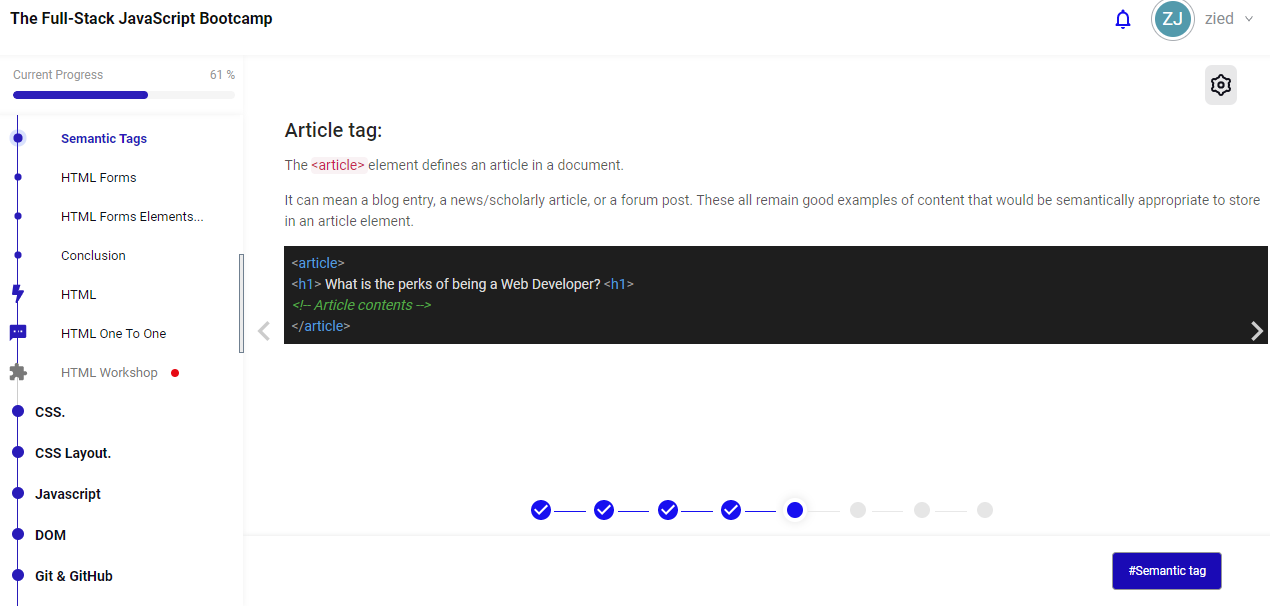 The Full-Stack JavaScript Bootcamp
ZJ
zied
Current Progress
61 %
Semantic Tags
HTML Forms
HTML Forms Elements...
Conclusion
HTML
HTML One To One
HTML Workshop
CSS.
CSS Layout.
Javascript
DOM
Git & GitHub
Article tag:
The <article> element defines an article in a document.
It can mean a blog entry, a news/scholarly article, or a forum post. These all remain good examples of content that would be semantically appropriate to store
in an article element.
<article>
<h1> What is the perks of being a Web Developer? <h1>
<!-- Article contents -->
</article>
#Semantic tag